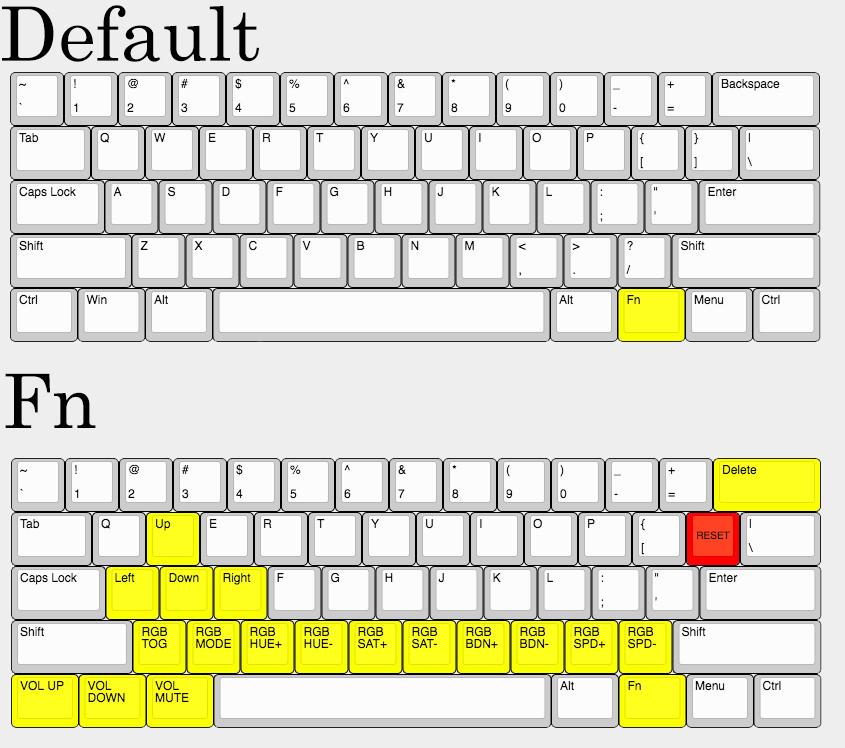 Default
~ ! @ # $ % ^ & * ( ) _ + Backspace
` 1 2 3 4 5 6 7 8 9 0 - =
Tab Q W E R T Y U I O P { } |
[ ] \
Caps Lock A S D F G H J K L : " Enter
; '
Shift Z X C V B N M < > ? Shift
, . /
Ctrl Win Alt Alt Fn Menu Ctrl
Fn
~ ! @ # $ % ^ & * ( ) _ + Delete
` 1 2 3 4 5 6 7 8 9 0 - =
Tab Q Up E R T Y U I O P { RESET |
[ \
Caps Lock Left Down Right F G H J K L : " Enter
; '
Shift RGB RGB RGB RGB RGB RGB RGB RGB RGB RGB Shift
TOG MODE HUE+ HUE- SAT+ SAT- BDN+ BDN- SPD+ SPD-
VOL UP VOL VOL Alt Fn Menu Ctrl
DOWN MUTE